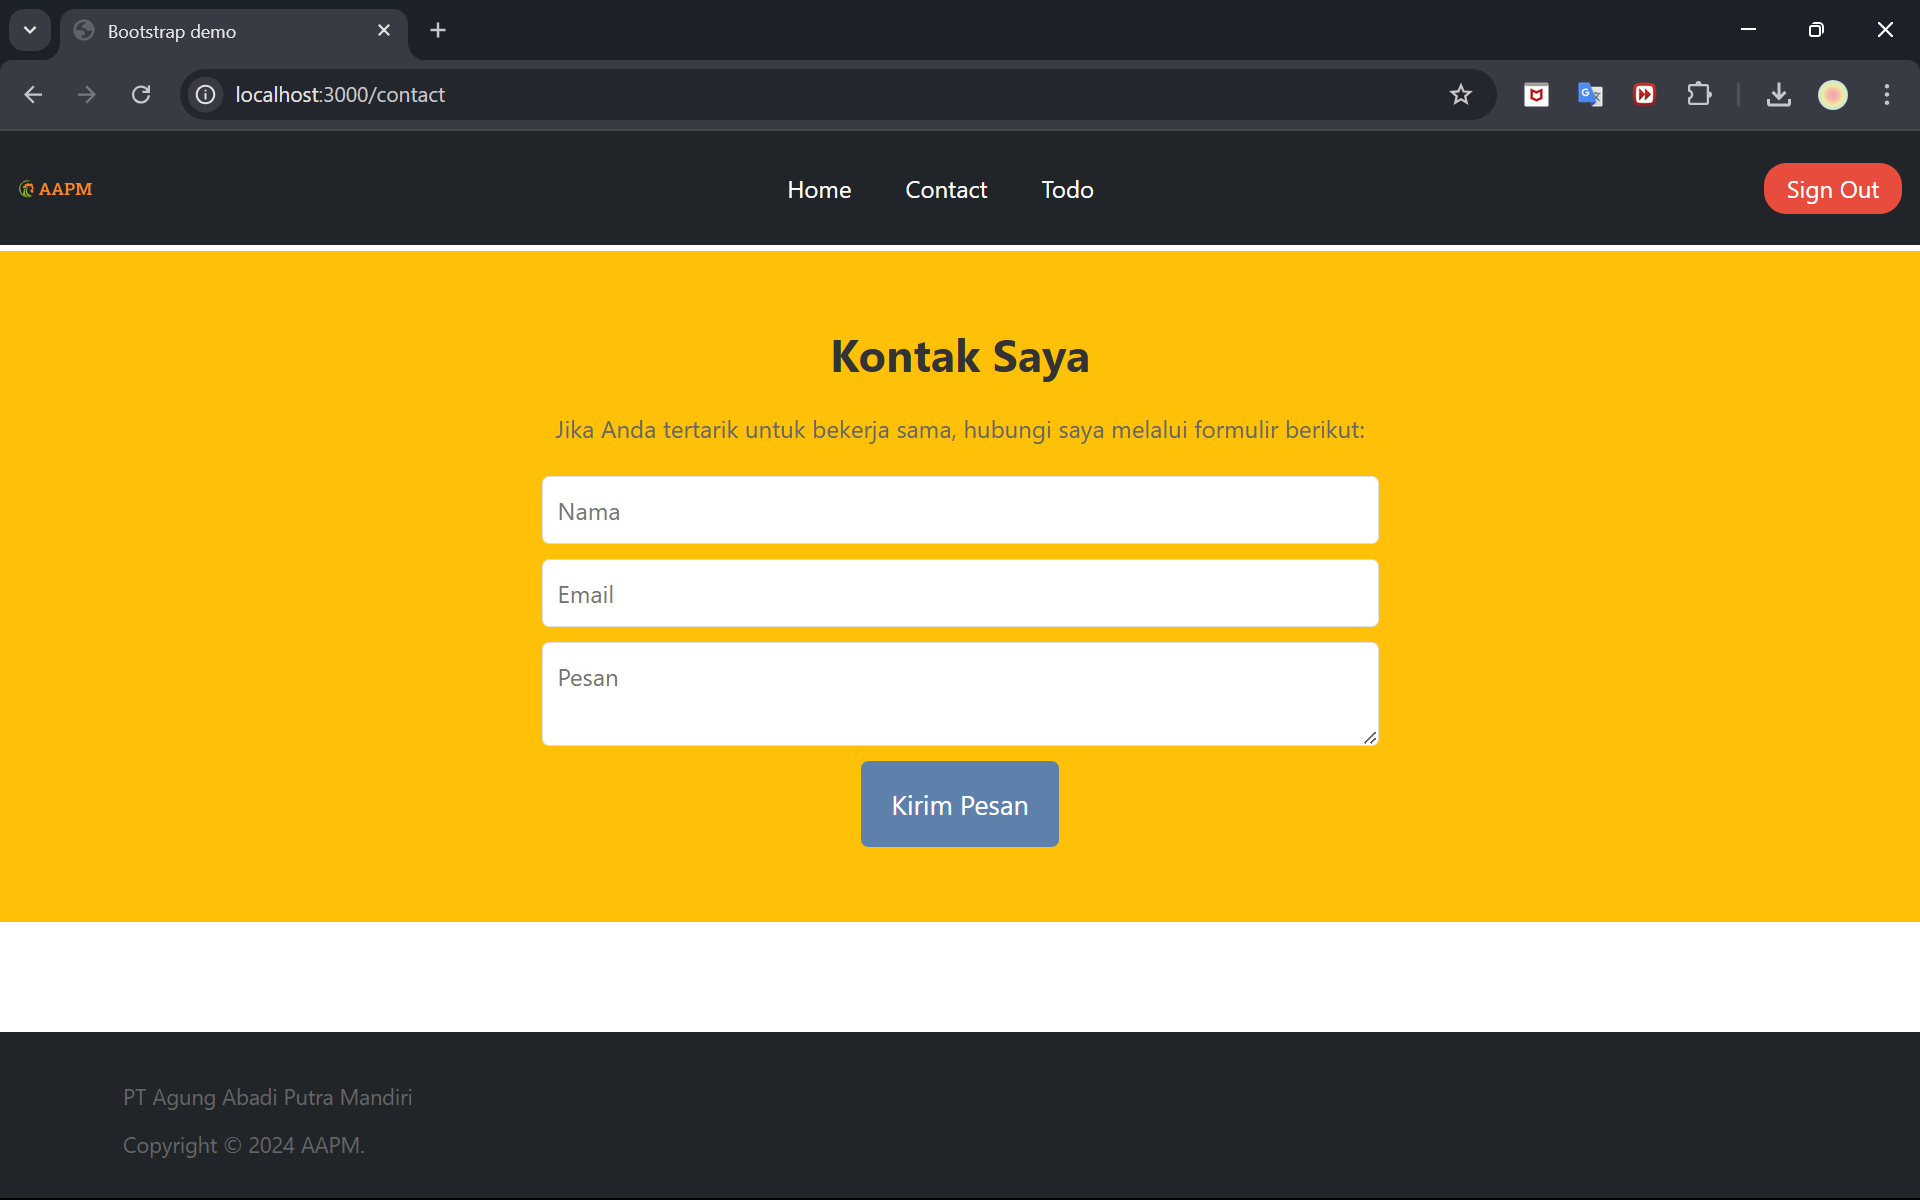 Bootstrap demo
localhost:3000/contact
AAPM
Home Contact Todo
Sign Out
Kontak Saya
Jika Anda tertarik untuk bekerja sama, hubungi saya melalui formulir berikut:
Nama
Email
Pesan
Kirim Pesan
PT Agung Abadi Putra Mandiri
Copyright © 2024 AAPM.